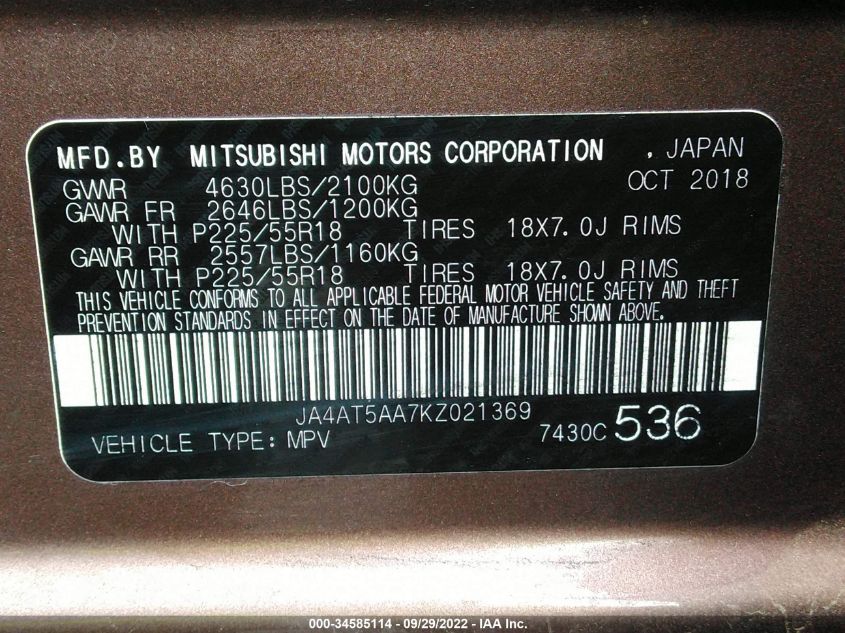 MFD.BY MITSUBISHI MOTORS CORPORATION , JAPAN
GVWR 4630LBS/2100KG OCT 2018
GAWR FR 2646LBS/1200KG
WITH P225/55R18 TIRES 18X7.0J RIMS
GAWR RR 2557LBS/1160KG
WITH P225/55R18 TIRES 18X7.0J RIMS
THIS VEHICLE CONFORMS TO ALL APPLICABLE FEDERAL MOTOR VEHICLE SAFETY AND THEFT
PREVENTION STANDARDS IN EFFECT ON THE DATE OF MANUFACTURE SHOWN ABOVE.
JA4AT5AA7KZ021369
VEHICLE TYPE: MPV 7430C 536
000-34585114 - 09/29/2022 - IAA Inc.